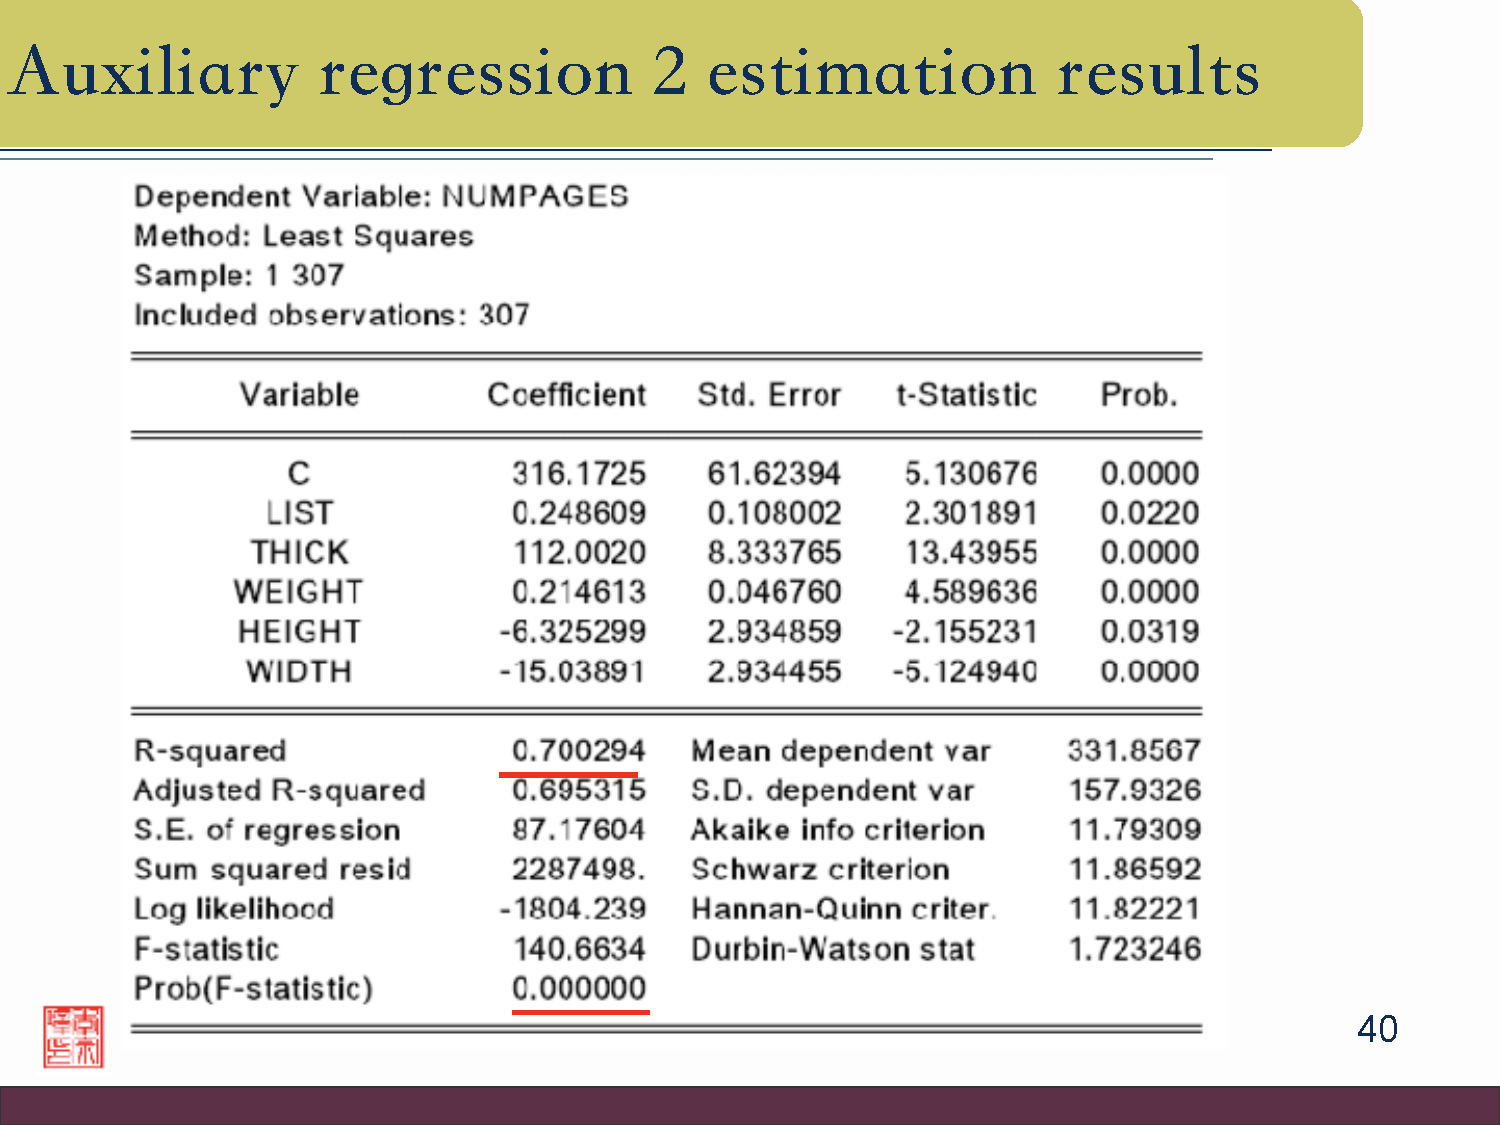 Auxiliary regression 2 estimation results
Dependent Variable: NUMPAGES
Method: Least Squares
Sample: 1 307
Included observations: 307
Variable Coefficient Std. Error t-Statistic Prob.
C 316.1725 61.62394 5.130676 0.0000
LIST 0.248609 0.108002 2.301891 0.0220
THICK 112.0020 8.333765 13.43955 0.0000
WEIGHT 0.214613 0.046760 4.589636 0.0000
HEIGHT -6.325299 2.934859 -2.155231 0.0319
WIDTH -15.03891 2.934455 -5.124940 0.0000
R-squared 0.700294 Mean dependent var 331.8567
Adjusted R-squared 0.695315 S.D. dependent var 157.9326
S.E. of regression 87.17604 Akaike info criterion 11.79309
Sum squared resid 2287498. Schwarz criterion 11.86592
Log likelihood -1804.239 Hannan-Quinn criter. 11.82221
F-statistic 140.6634 Durbin-Watson stat 1.723246
Prob(F-statistic) 0.000000
40